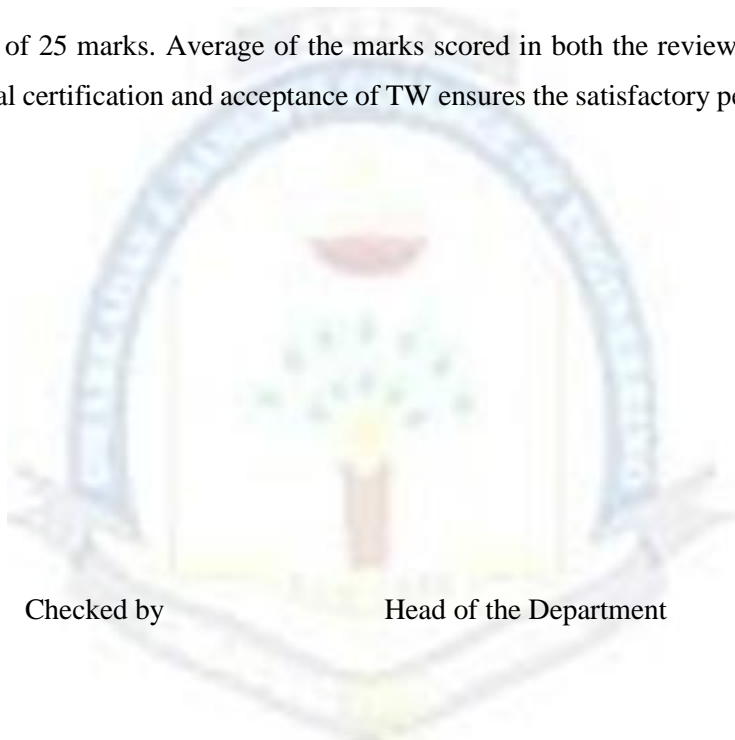 of 25 marks. Average of the marks scored in both the review
al certification and acceptance of TW ensures the satisfactory pe
Checked by Head of the Department